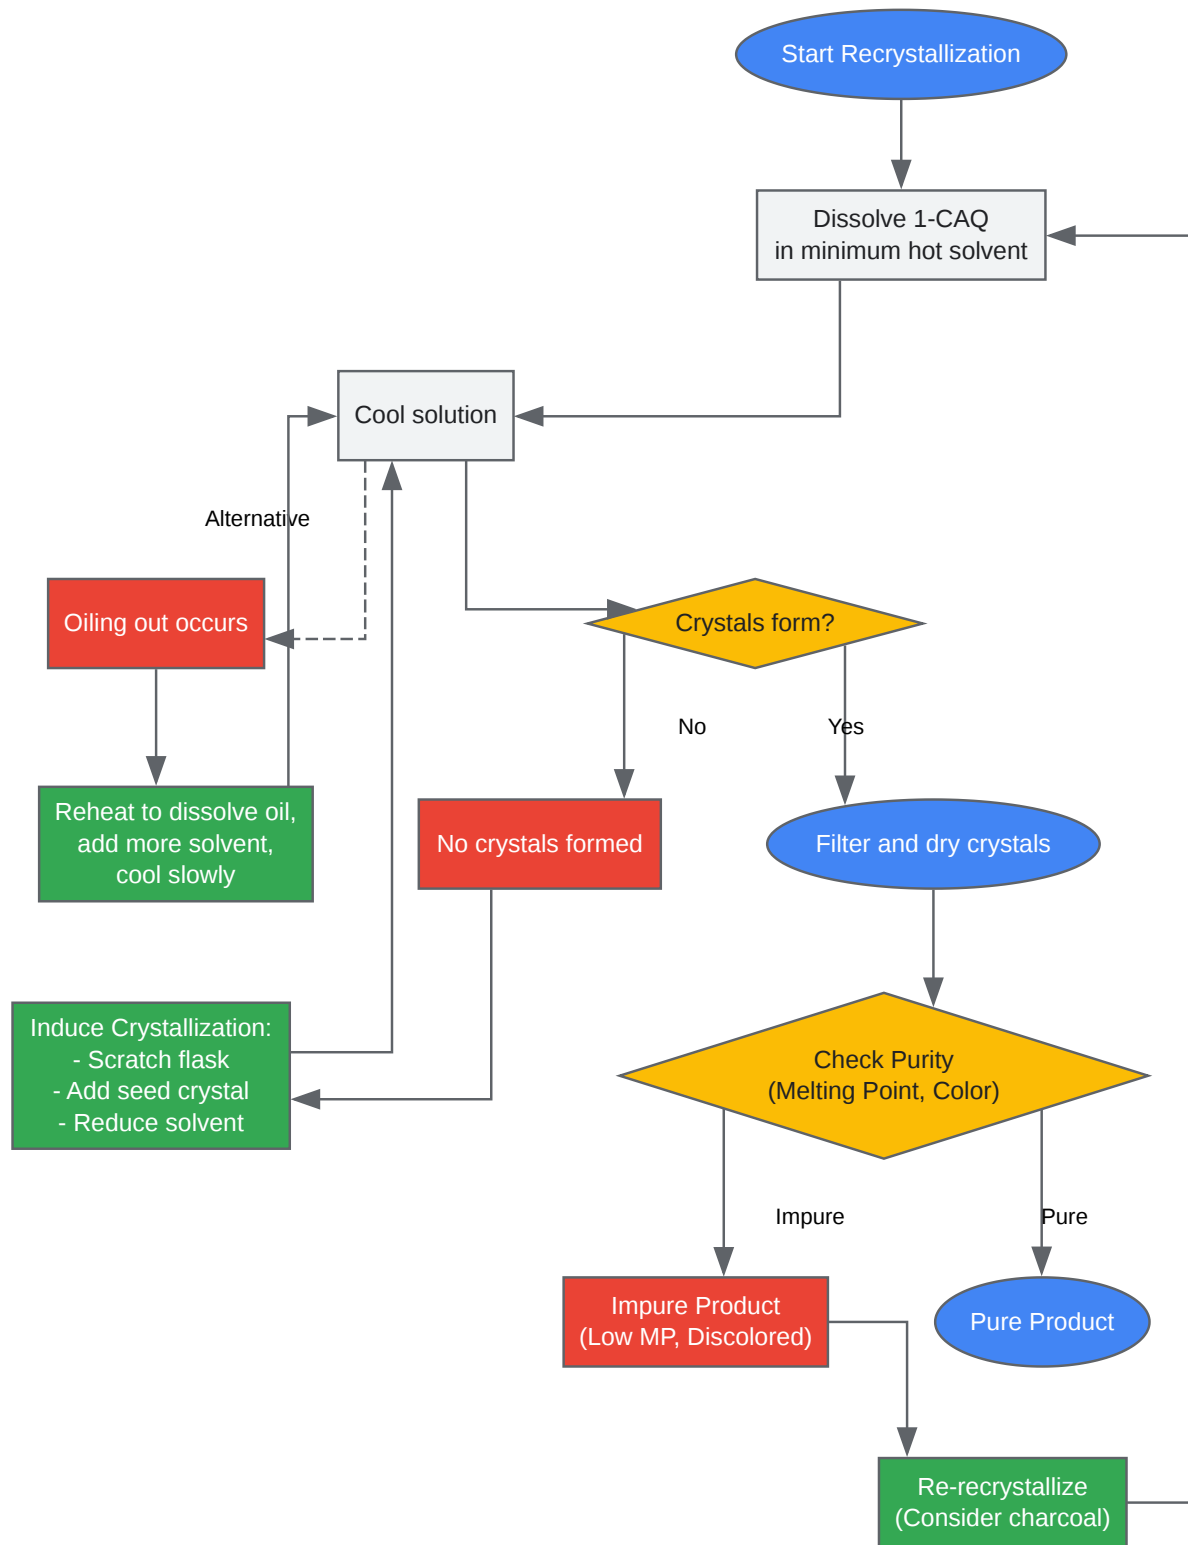 Start Recrystallization
Dissolve 1-CAQ
in minimum hot solvent
Cool solution
Alternative
Oiling out occurs
Crystals form?
No
Yes
Reheat to dissolve oil,
add more solvent,
cool slowly
No crystals formed
Filter and dry crystals
Induce Crystallization:
- Scratch flask
- Add seed crystal
- Reduce solvent
Check Purity
(Melting Point, Color)
Impure
Pure
Impure Product
(Low MP, Discolored)
Pure Product
Re-recrystallize
(Consider charcoal)